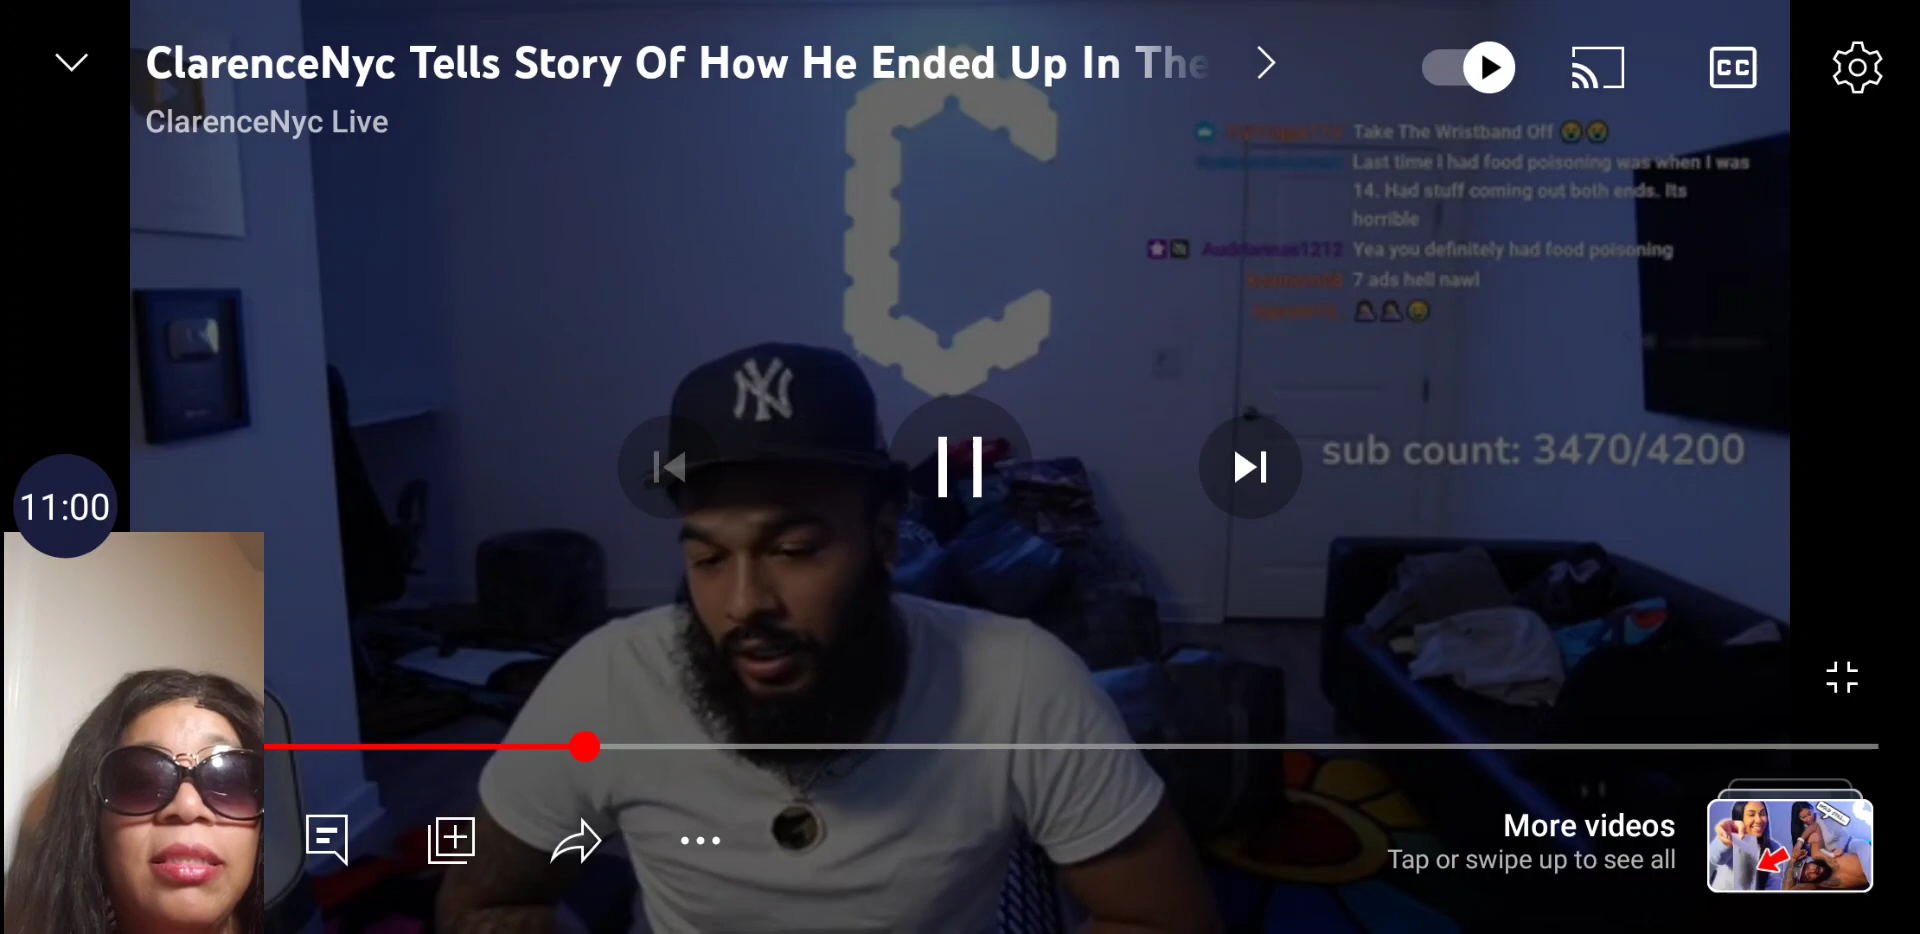 ClarenceNyc Tells Story Of How He Ended Up In The
ClarenceNyc Live
CC
Take The Wristband Off
Last time I had food poisoning was when I was
14. Had stuff coming out both ends. Its
horrible
Yea you definitely had food poisoning
7 ads hell nawl
NY
sub count: 3470/4200
11:00
More videos
Tap or swipe up to see all